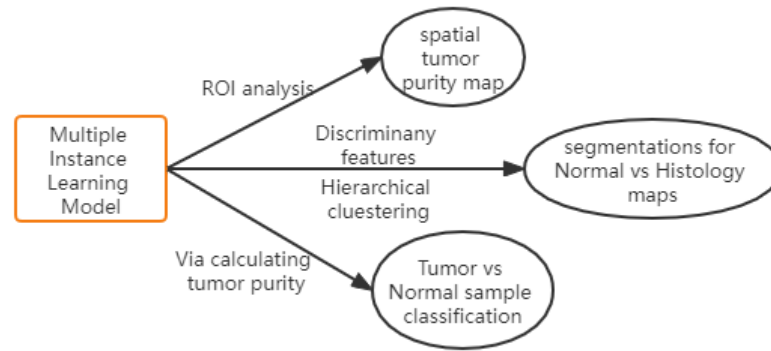 Multiple
Instance
Learning
Model
ROI analysis
spatial
tumor
purity map
Discriminany
features
Hierarchical
cluestering
segmentations for
Normal vs Histology
maps
Via calculating
tumor purity
Tumor vs
Normal sample
classification